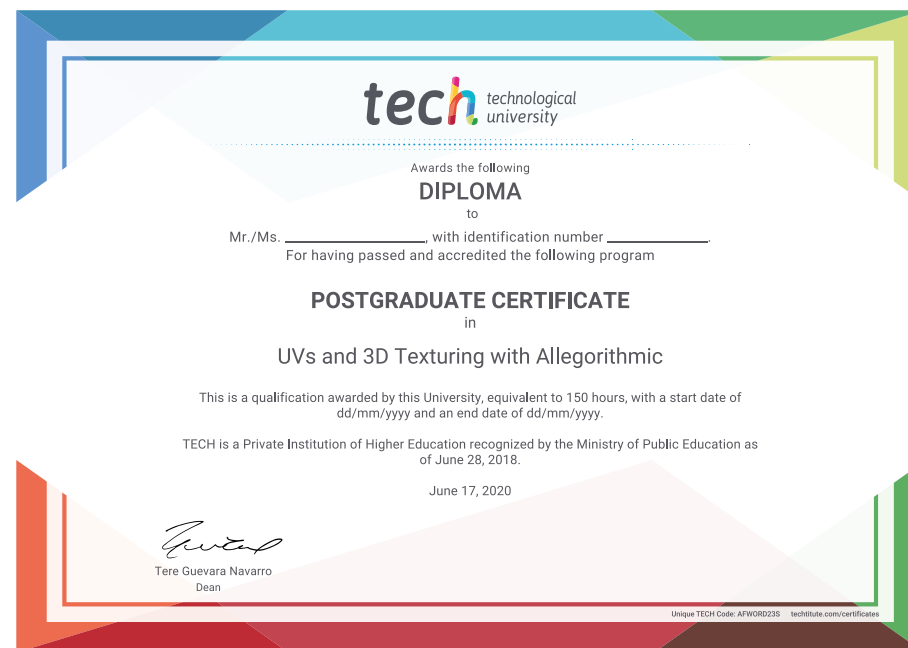 tech technological
university
Awards the following
DIPLOMA
to
Mr./Ms. ____________________, with identification number ______________.
For having passed and accredited the following program
POSTGRADUATE CERTIFICATE
in
UVs and 3D Texturing with Allegorithmic
This is a qualification awarded by this University, equivalent to 150 hours, with a start date of
dd/mm/yyyy and an end date of dd/mm/yyyy.
TECH is a Private Institution of Higher Education recognized by the Ministry of Public Education as
of June 28, 2018.
June 17, 2020
Tere Guevara Navarro
Dean
Unique TECH Code: AFWORD23S techtitute.com/certificates